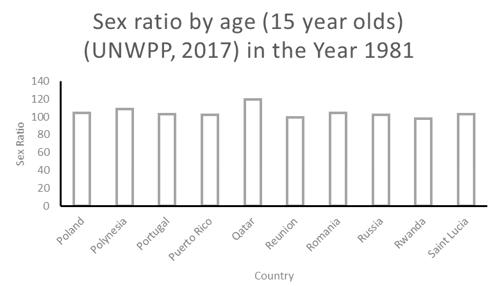 Sex ratio by age (15 year olds)
(UNWPP, 2017) in the Year 1981
140
120
100
80
60
40
20
0
Sex Ratio
Poland
Polynesia
Portugal
Puerto Rico
Qatar
Reunion
Romania
Russia
Rwanda
Saint Lucia
Country